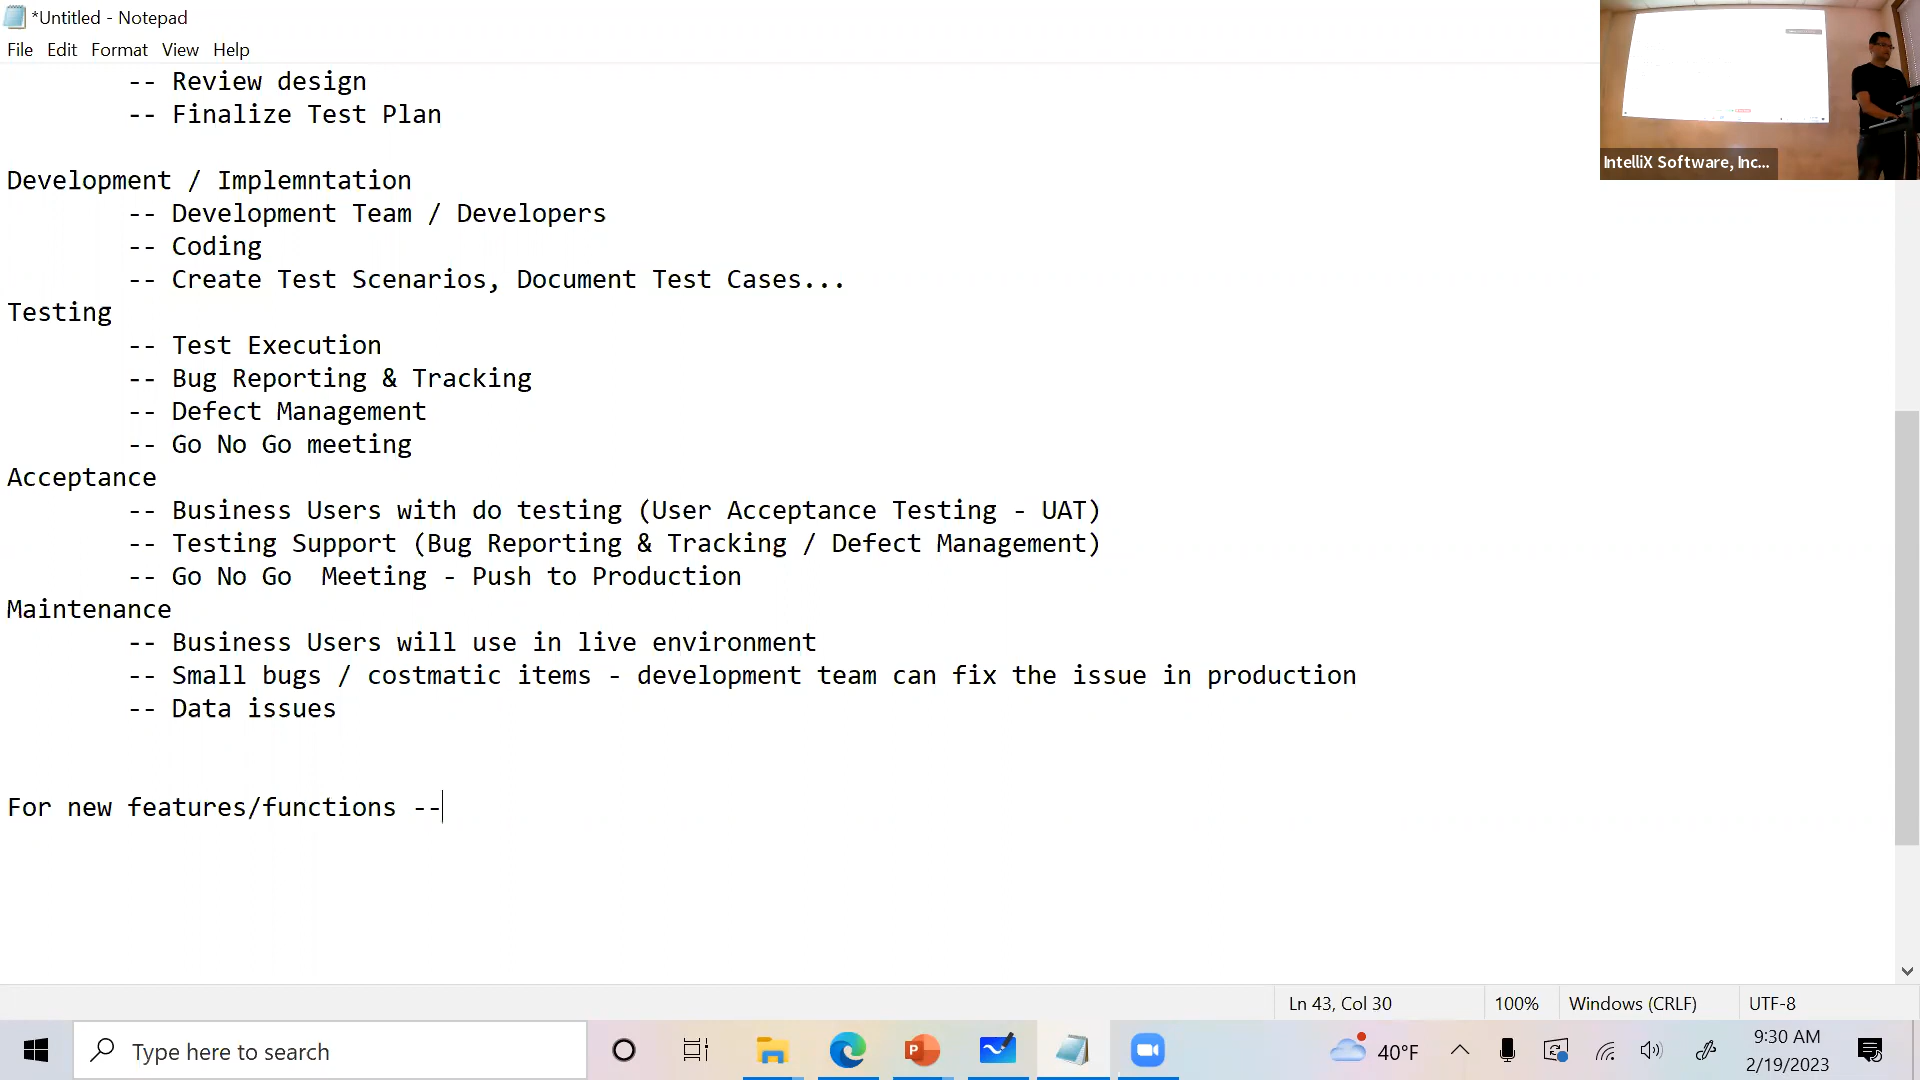 *Untitled - Notepad
File Edit Format View Help
-- Review design
-- Finalize Test Plan
Development / Implemntation
-- Development Team / Developers
-- Coding
-- Create Test Scenarios, Document Test Cases...
Testing
-- Test Execution
-- Bug Reporting & Tracking
-- Defect Management
-- Go No Go meeting
Acceptance
-- Business Users with do testing (User Acceptance Testing - UAT)
-- Testing Support (Bug Reporting & Tracking / Defect Management)
-- Go No Go  Meeting - Push to Production
Maintenance
-- Business Users will use in live environment
-- Small bugs / costmatic items - development team can fix the issue in production
-- Data issues
For new features/functions --
IntelliX Software, Inc...
Ln 43, Col 30 100% Windows (CRLF) UTF-8
Type here to search
40°F
9:30 AM
2/19/2023